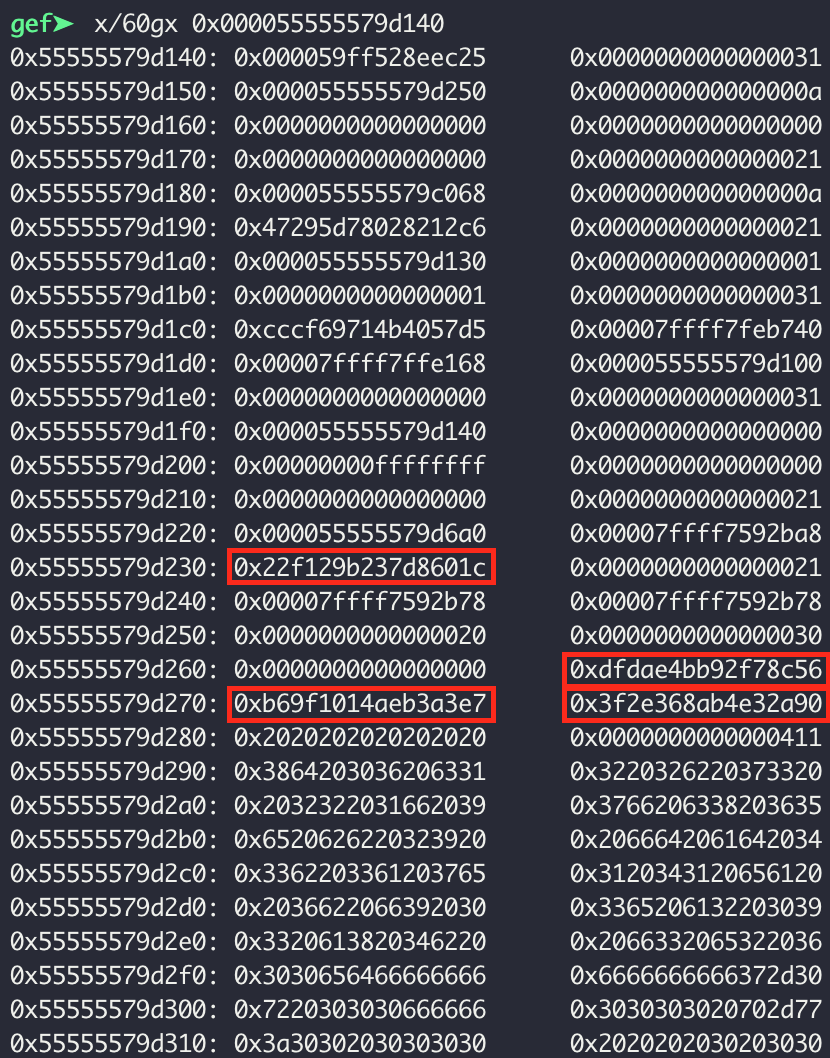 gef➤ x/60gx 0x000055555579d140
0x55555579d140: 0x000059ff528eec25 0x0000000000000031
0x55555579d150: 0x000055555579d250 0x000000000000000a
0x55555579d160: 0x0000000000000000 0x0000000000000000
0x55555579d170: 0x0000000000000000 0x0000000000000021
0x55555579d180: 0x000055555579c068 0x000000000000000a
0x55555579d190: 0x47295d78028212c6 0x0000000000000021
0x55555579d1a0: 0x000055555579d130 0x0000000000000001
0x55555579d1b0: 0x0000000000000001 0x0000000000000031
0x55555579d1c0: 0xcccf69714b4057d5 0x00007ffff7feb740
0x55555579d1d0: 0x00007ffff7ffe168 0x000055555579d100
0x55555579d1e0: 0x0000000000000000 0x0000000000000031
0x55555579d1f0: 0x000055555579d140 0x0000000000000000
0x55555579d200: 0x00000000ffffffff 0x0000000000000000
0x55555579d210: 0x0000000000000000 0x0000000000000021
0x55555579d220: 0x000055555579d6a0 0x00007ffff7592ba8
0x55555579d230: 0x22f129b237d8601c 0x0000000000000021
0x55555579d240: 0x00007ffff7592b78 0x00007ffff7592b78
0x55555579d250: 0x0000000000000020 0x0000000000000030
0x55555579d260: 0x0000000000000000 0xdfdae4bb92f78c56
0x55555579d270: 0xb69f1014aeb3a3e7 0x3f2e368ab4e32a90
0x55555579d280: 0x2020202020202020 0x0000000000000411
0x55555579d290: 0x3864203036206331 0x3220326220373320
0x55555579d2a0: 0x2032322031662039 0x3766206338203635
0x55555579d2b0: 0x6520626220323920 0x2066642061642034
0x55555579d2c0: 0x3362203361203765 0x3120343120656120
0x55555579d2d0: 0x2036622066392030 0x3365206132203039
0x55555579d2e0: 0x3320613820346220 0x2066332065322036
0x55555579d2f0: 0x3030656466666666 0x6666666666372d30
0x55555579d300: 0x7220303030666666 0x3030303020702d77
0x55555579d310: 0x3a30302030303030 0x2020202030203030